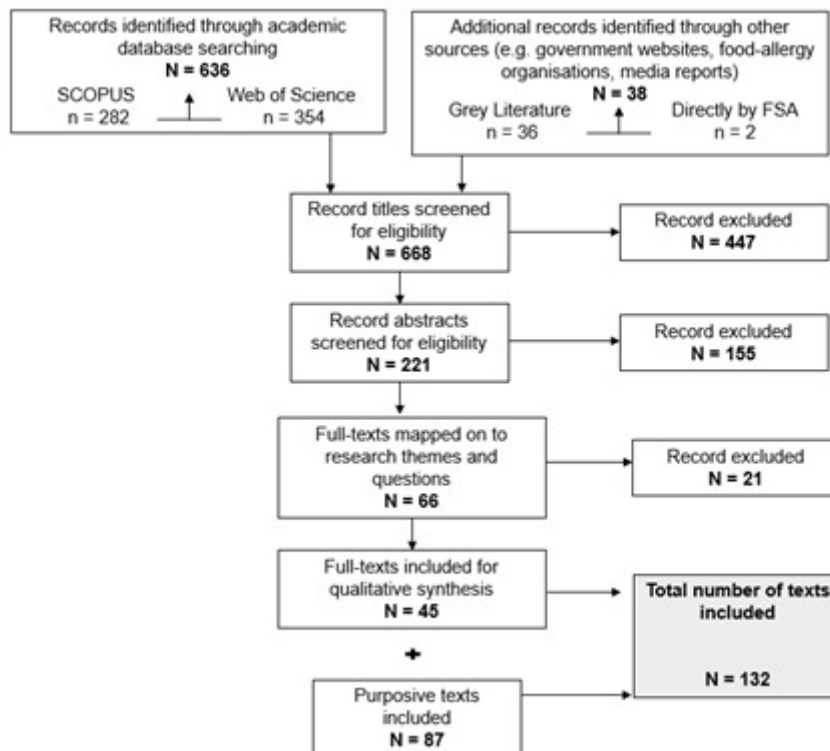 Records identified through academic
database searching
N = 636
SCOPUS
n = 282
Web of Science
n = 354
Additional records identified through other
sources (e.g. government websites, food-allergy
organisations, media reports)
N = 38
Grey Literature
n = 36
Directly by FSA
n = 2
Record titles screened
for eligibility
N = 668
Record excluded
N = 447
Record abstracts
screened for eligibility
N = 221
Record excluded
N = 155
Full-texts mapped on to
research themes and
questions
N = 66
Record excluded
N = 21
Full-texts included for
qualitative synthesis
N = 45
Total number of texts
included
N = 132
+
Purposive texts
included
N = 87